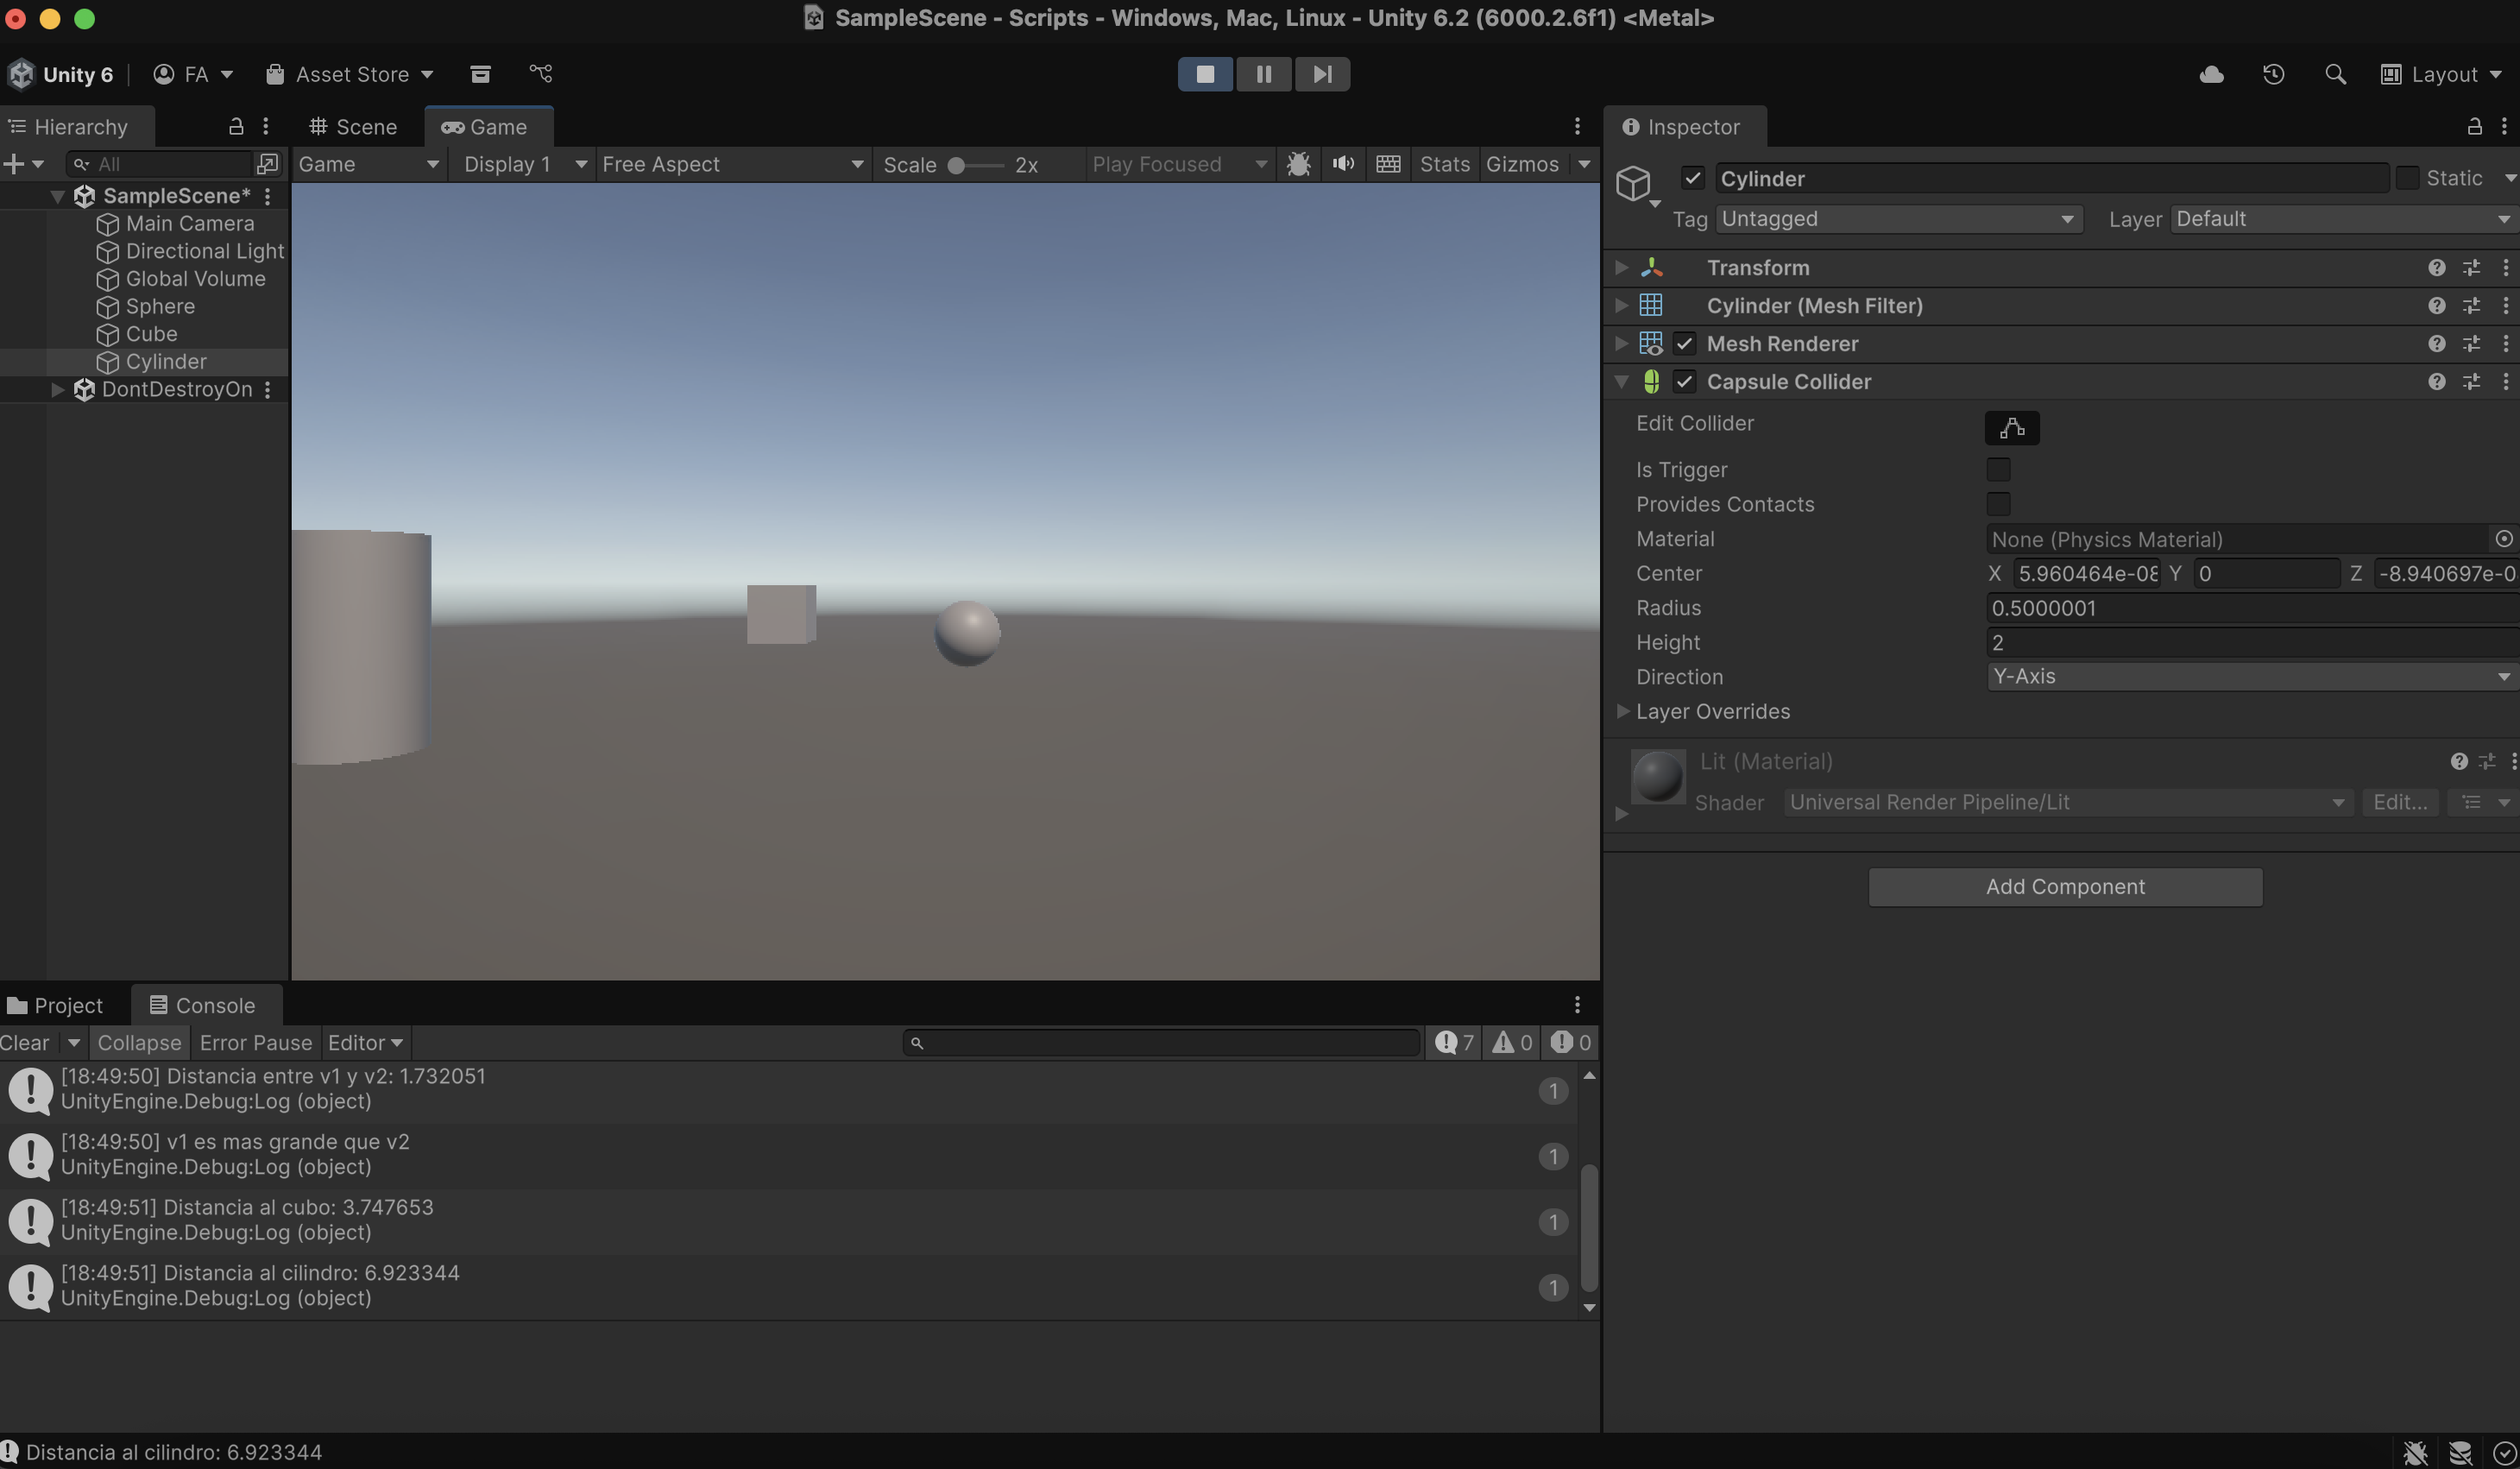 SampleScene - Scripts - Windows, Mac, Linux - Unity 6.2 (6000.2.6f1) <Metal>
Unity 6 FA Asset Store Layout
Hierarchy
All
SampleScene*
Main Camera
Directional Light
Global Volume
Sphere
Cube
Cylinder
DontDestroyOn
Scene Game
Game Display 1 Free Aspect Scale 2x Play Focused Stats Gizmos
Inspector
Cylinder Static
Tag Untagged Layer Default
Transform
Cylinder (Mesh Filter)
Mesh Renderer
Capsule Collider
Edit Collider
Is Trigger
Provides Contacts
Material None (Physics Material)
Center X 5.960464e-08 Y 0 Z -8.940697e-0
Radius 0.5000001
Height 2
Direction Y-Axis
Layer Overrides
Lit (Material)
Shader Universal Render Pipeline/Lit Edit...
Add Component
Project Console
Clear Collapse Error Pause Editor 7 0 0
[18:49:50] Distancia entre v1 y v2: 1.732051
UnityEngine.Debug:Log (object) 1
[18:49:50] v1 es mas grande que v2
UnityEngine.Debug:Log (object) 1
[18:49:51] Distancia al cubo: 3.747653
UnityEngine.Debug:Log (object) 1
[18:49:51] Distancia al cilindro: 6.923344
UnityEngine.Debug:Log (object) 1
Distancia al cilindro: 6.923344